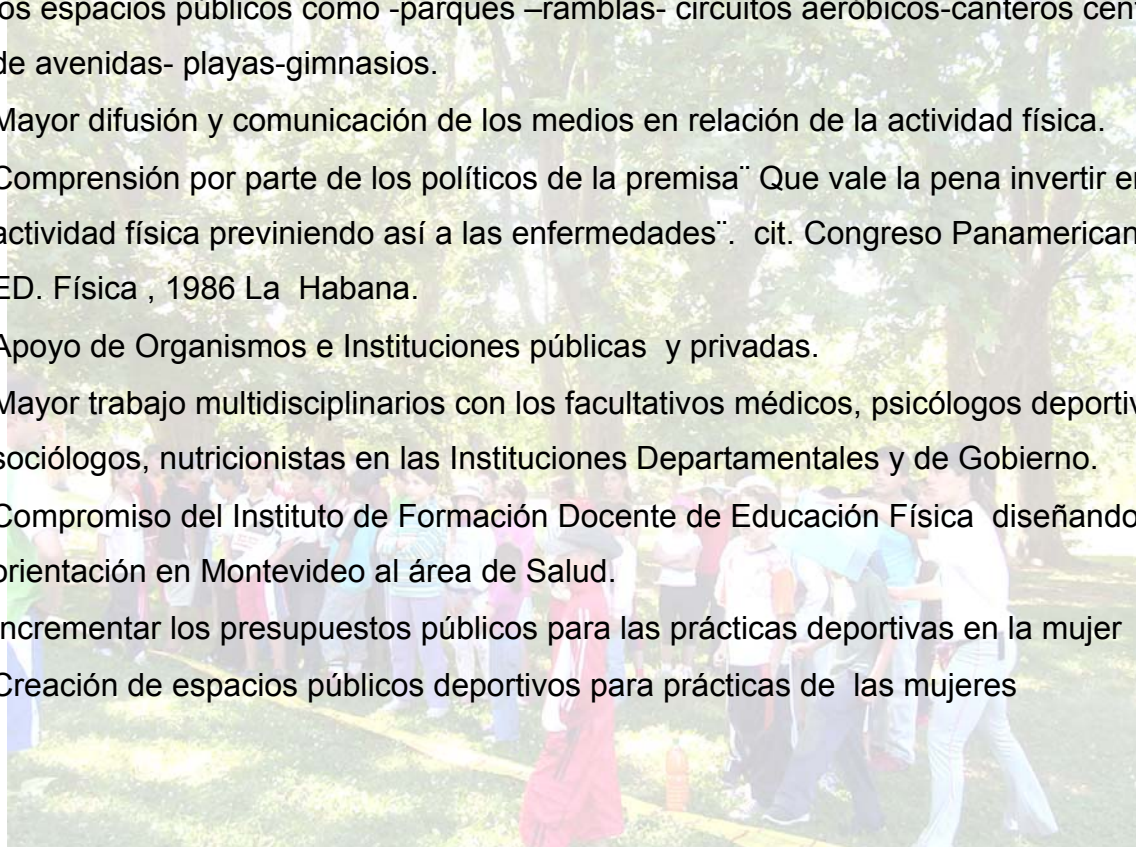 los espacios públicos como -parques –ramblas- circuitos aeróbicos-canteros
de avenidas- playas-gimnasios.
Mayor difusión y comunicación de los medios en relación de la actividad física.
Comprensión por parte de los políticos de la premisa¨ Que vale la pena invertir en
actividad física previniendo así a las enfermedades¨. cit. Congreso Panamerican
ED. Física , 1986 La Habana.
Apoyo de Organismos e Instituciones públicas y privadas.
Mayor trabajo multidisciplinarios con los facultativos médicos, psicólogos deportiv
sociólogos, nutricionistas en las Instituciones Departamentales y de Gobierno.
Compromiso del Instituto de Formación Docente de Educación Física diseñando
orientación en Montevideo al área de Salud.
Incrementar los presupuestos públicos para las prácticas deportivas en la mujer
Creación de espacios públicos deportivos para prácticas de las mujeres